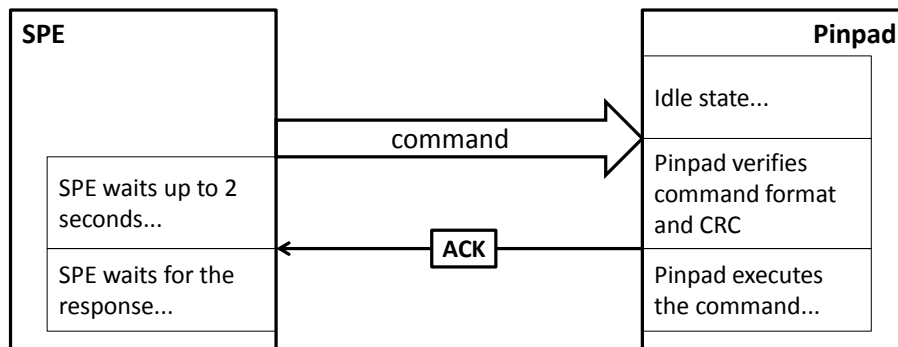 SPE
Pinpad
Idle state...
command
Pinpad verifies
command format
and CRC
SPE waits up to 2
seconds...
ACK
SPE waits for the
response...
Pinpad executes
the command...